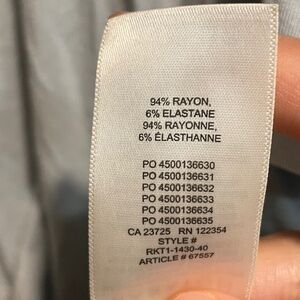 94% RAYON,
6% ELASTANE
94% RAYONNE,
6% ÉLASTHANNE
PO 4500136630
PO 4500136631
PO 4500136632
PO 4500136633
PO 4500136634
PO 4500136635
CA 23725 RN 122354
STYLE #
RKT1-1430-40
ARTICLE # 67557